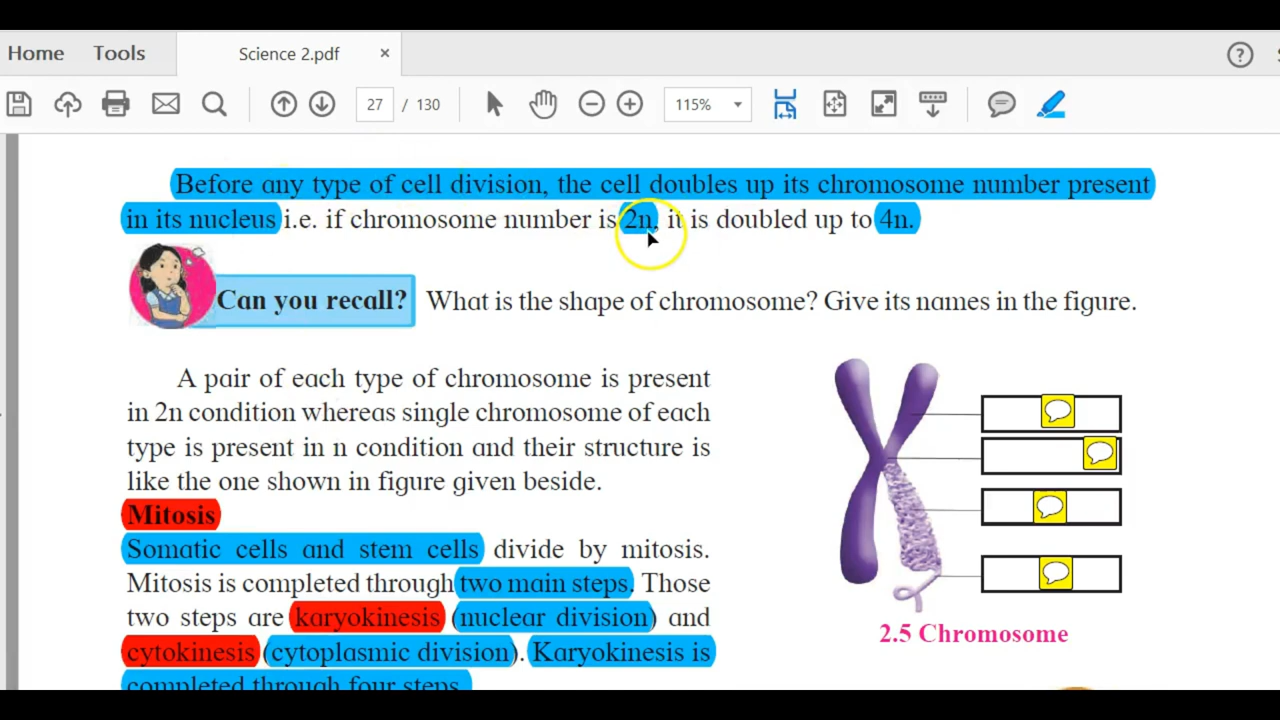 Home Tools Science 2.pdf ×
27 / 130 115%
Before any type of cell division, the cell doubles up its chromosome number present
in its nucleus i.e. if chromosome number is 2n, it is doubled up to 4n.
Can you recall? What is the shape of chromosome? Give its names in the figure.
A pair of each type of chromosome is present
in 2n condition whereas single chromosome of each
type is present in n condition and their structure is
like the one shown in figure given beside.
Mitosis
Somatic cells and stem cells divide by mitosis.
Mitosis is completed through two main steps. Those
two steps are karyokinesis (nuclear division) and
cytokinesis (cytoplasmic division). Karyokinesis is
completed through four steps.
2.5 Chromosome